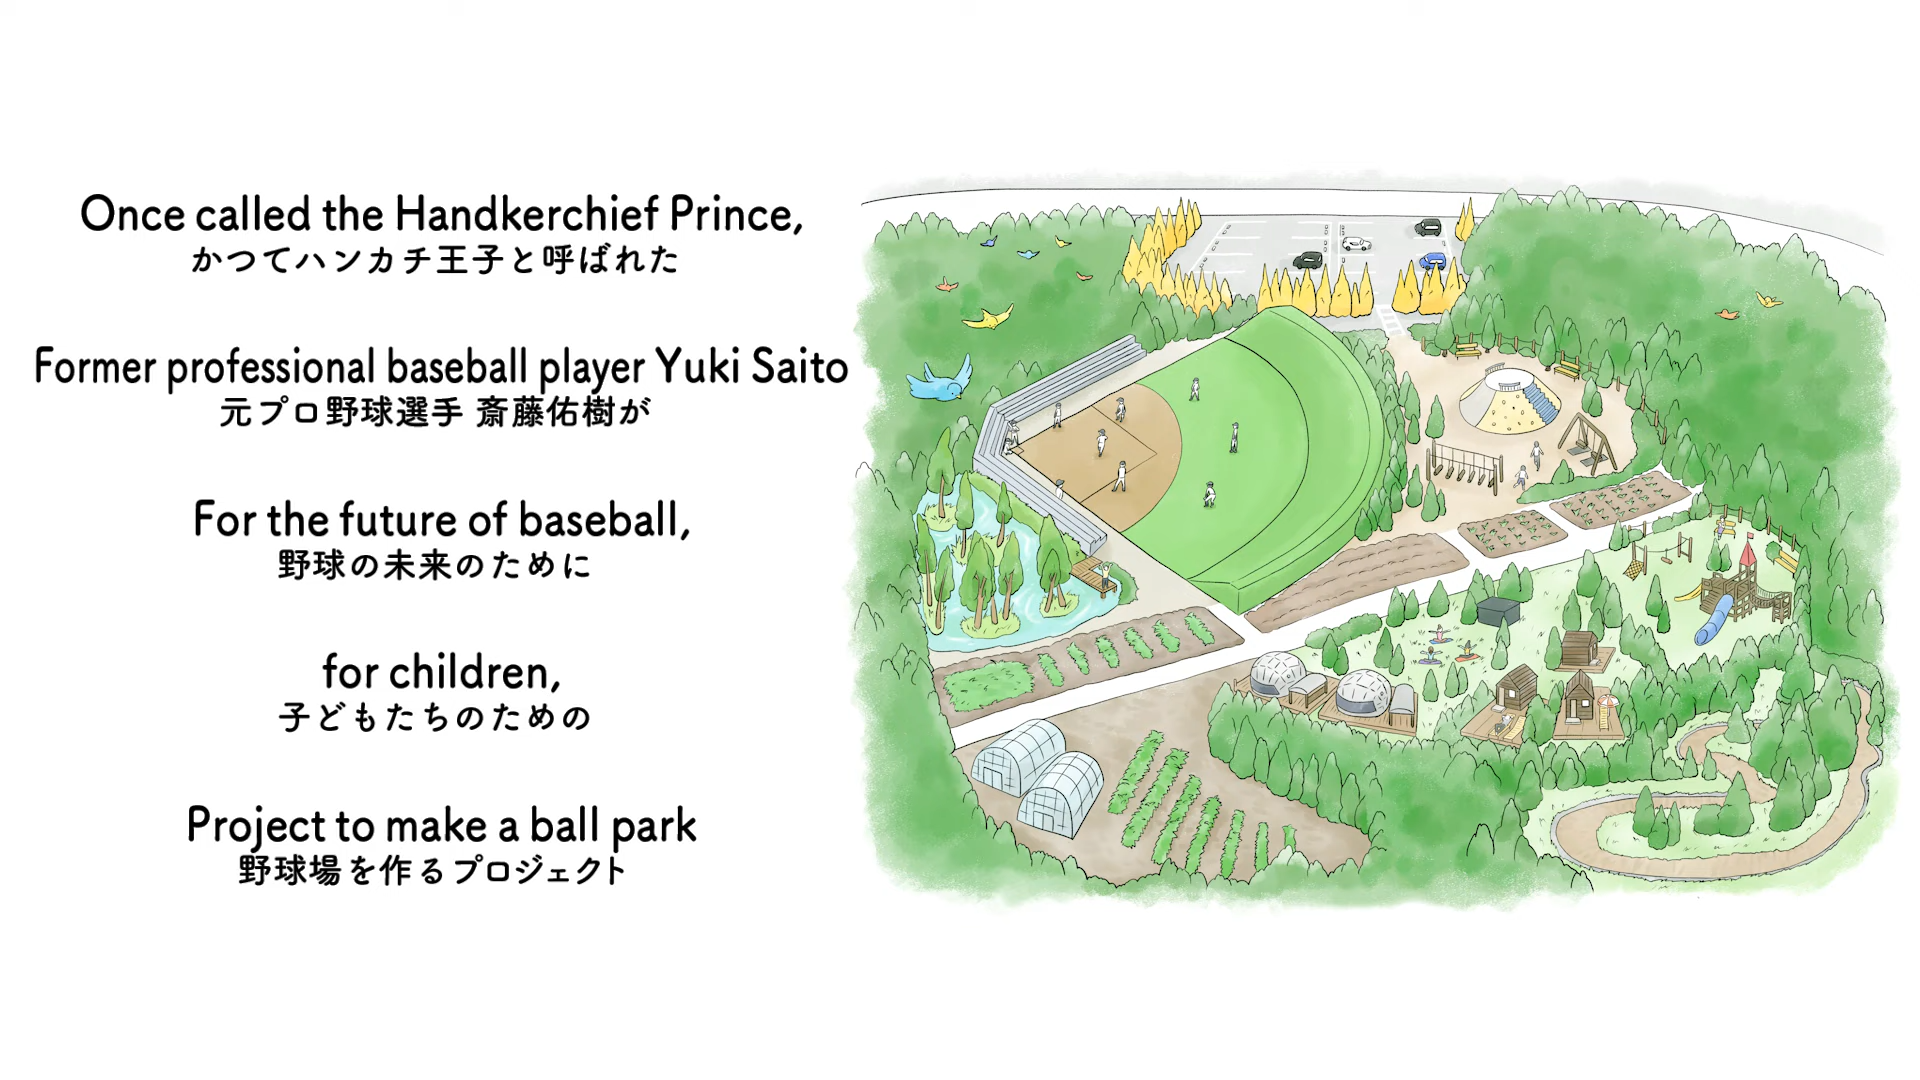 Once called the Handkerchief Prince,
かつてハンカチ王子と呼ばれた
Former professional baseball player Yuki Saito
元プロ野球選手 斎藤佑樹が
For the future of baseball,
野球の未来のために
for children,
子どもたちのための
Project to make a ball park
野球場を作るプロジェクト